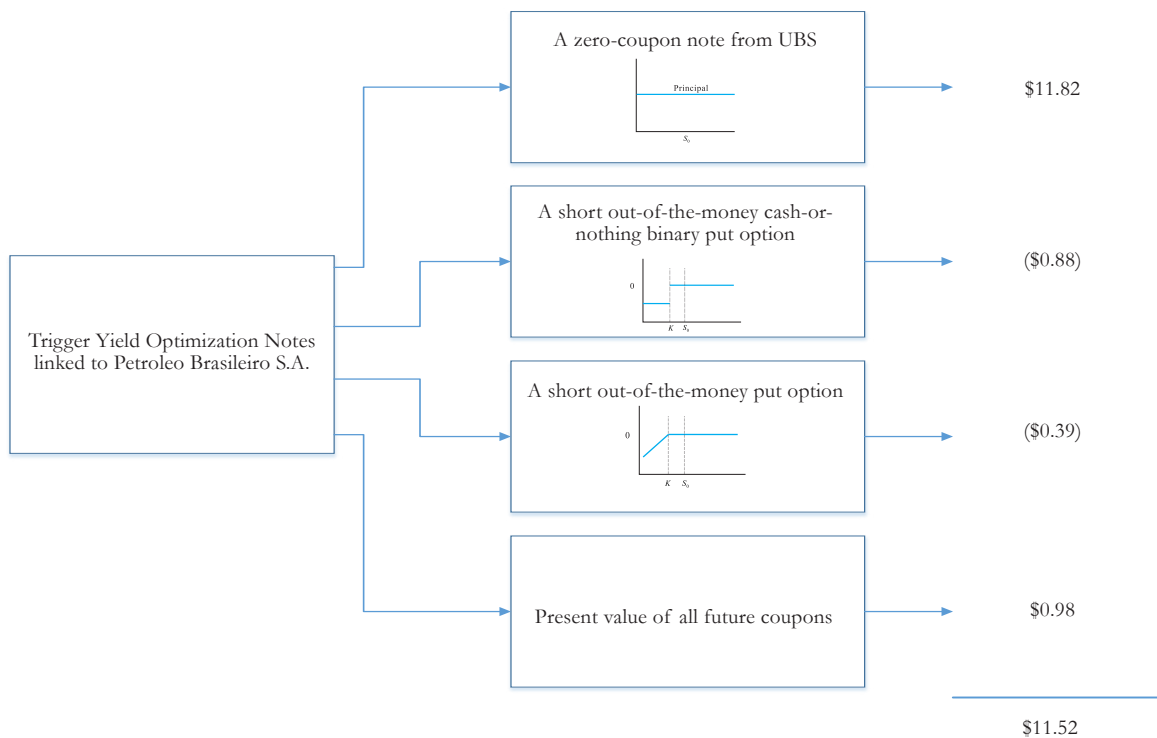 A zero-coupon note from UBS
Principal
S₀
$11.82
A short out-of-the-money cash-or-
nothing binary put option
0
K
S₀
($0.88)
Trigger Yield Optimization Notes
linked to Petroleo Brasileiro S.A.
A short out-of-the-money put option
0
K
S₀
($0.39)
Present value of all future coupons
$0.98
$11.52